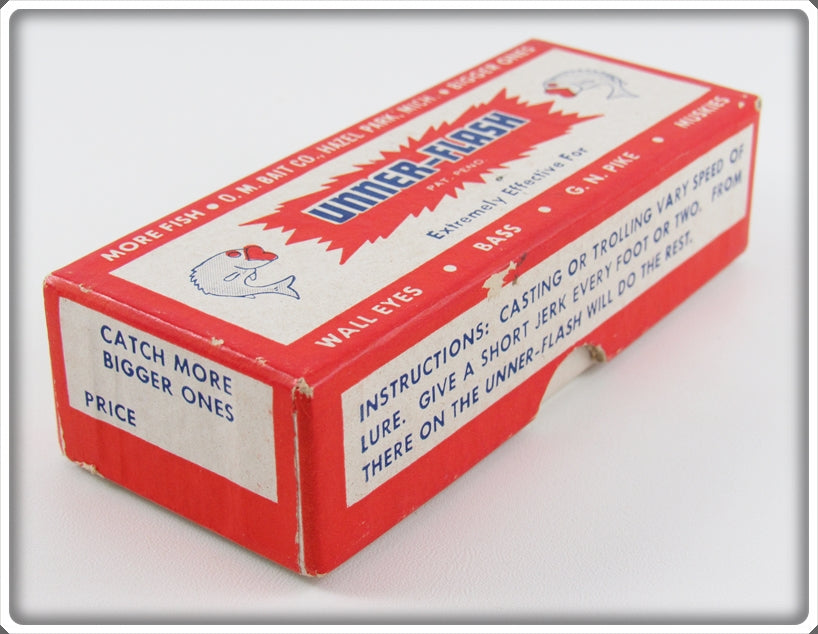 MORE FISH • D. M. BAIT CO., HAZEL PARK, MICH. • BIGGER ONES
UNNER-FLASH
PAT. PEND.
Extremely Effective For
WALL EYES • BASS • G. N. PIKE • MUSKIES
CATCH MORE
BIGGER ONES
PRICE
INSTRUCTIONS: CASTING OR TROLLING VARY SPEED OF
LURE. GIVE A SHORT JERK EVERY FOOT OR TWO. FROM
THERE ON THE UNNER-FLASH WILL DO THE REST.